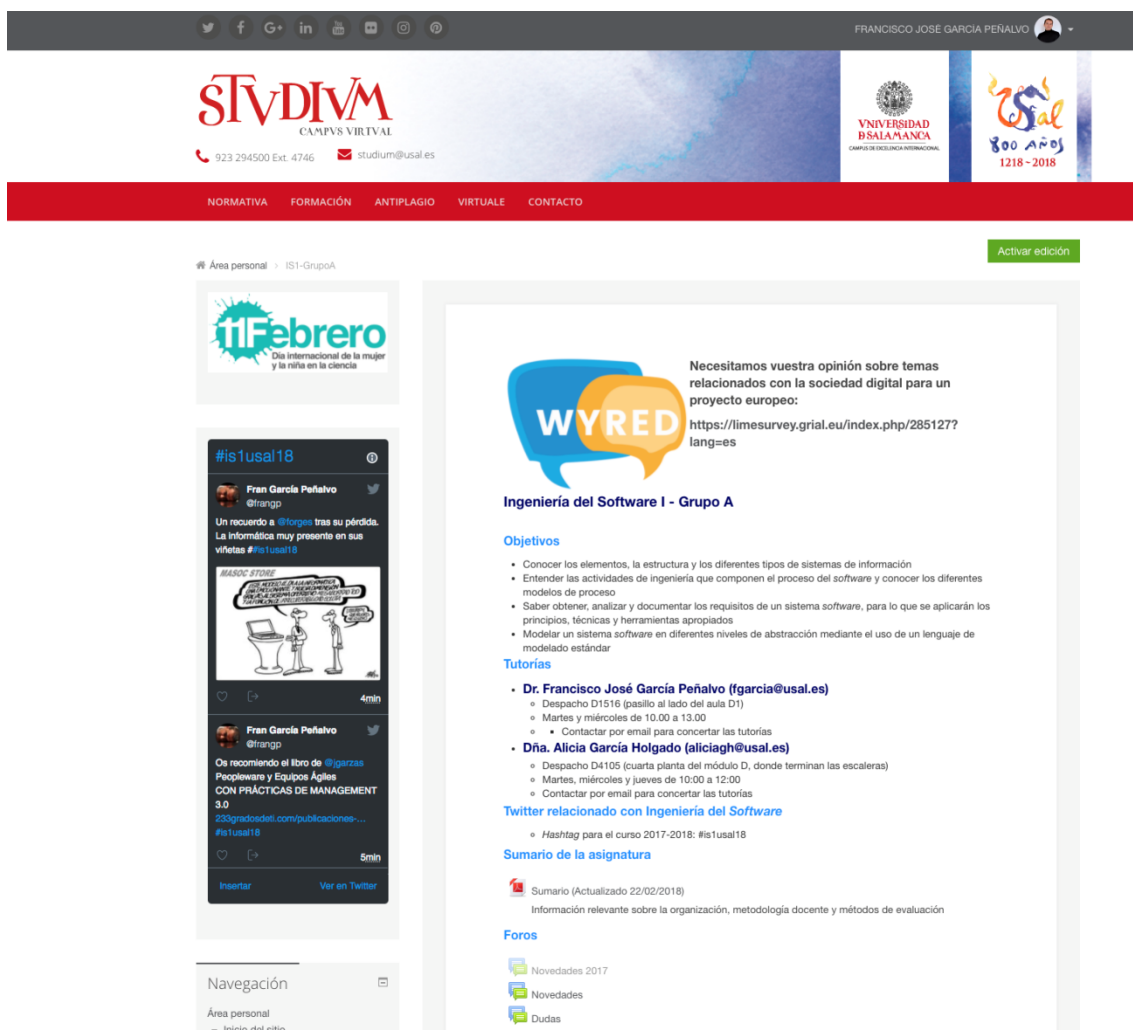 FRANCISCO JOSÉ GARCÍA PEÑALVO
STVDIVM
CAMPVS VIRTVAL
923 294500 Ext. 4746 studium@usal.es
VNIVERSIDAD
D SALAMANCA
CAMPUS DE EXCELENCIA INTERNACIONAL
USal
800 AÑOS
1218 ~ 2018
NORMATIVA FORMACIÓN ANTIPLAGIO VIRTUALE CONTACTO
Activar edición
Área personal > IS1-GrupoA
11Febrero
Día internacional de la mujer
y la niña en la ciencia
#is1usal18
Fran García Peñalvo
@frangp
Un recuerdo a @forges tras su pérdida.
La informática muy presente en sus
viñetas ##is1usal18
MASOC STORE
4min
Fran García Peñalvo
@frangp
Os recomiendo el libro de @jgarzas
Peopleware y Equipos Ágiles
CON PRÁCTICAS DE MANAGEMENT
3.0
233gradosdeti.com/publicaciones-...
#is1usal18
5min
Insertar Ver en Twitter
Navegación
Área personal
Inicio del sitio
WYRED
Necesitamos vuestra opinión sobre temas
relacionados con la sociedad digital para un
proyecto europeo:
https://limesurvey.grial.eu/index.php/285127?
lang=es
Ingeniería del Software I - Grupo A
Objetivos
• Conocer los elementos, la estructura y los diferentes tipos de sistemas de información
• Entender las actividades de ingeniería que componen el proceso del software y conocer los diferentes
modelos de proceso
• Saber obtener, analizar y documentar los requisitos de un sistema software, para lo que se aplicarán los
principios, técnicas y herramientas apropiados
• Modelar un sistema software en diferentes niveles de abstracción mediante el uso de un lenguaje de
modelado estándar
Tutorías
• Dr. Francisco José García Peñalvo (fgarcia@usal.es)
Despacho D1516 (pasillo al lado del aula D1)
Martes y miércoles de 10.00 a 13.00
• Contactar por email para concertar las tutorías
• Dña. Alicia García Holgado (aliciagh@usal.es)
Despacho D4105 (cuarta planta del módulo D, donde terminan las escaleras)
Martes, miércoles y jueves de 10:00 a 12:00
Contactar por email para concertar las tutorías
Twitter relacionado con Ingeniería del Software
Hashtag para el curso 2017-2018: #is1usal18
Sumario de la asignatura
Sumario (Actualizado 22/02/2018)
Información relevante sobre la organización, metodología docente y métodos de evaluación
Foros
Novedades 2017
Novedades
Dudas